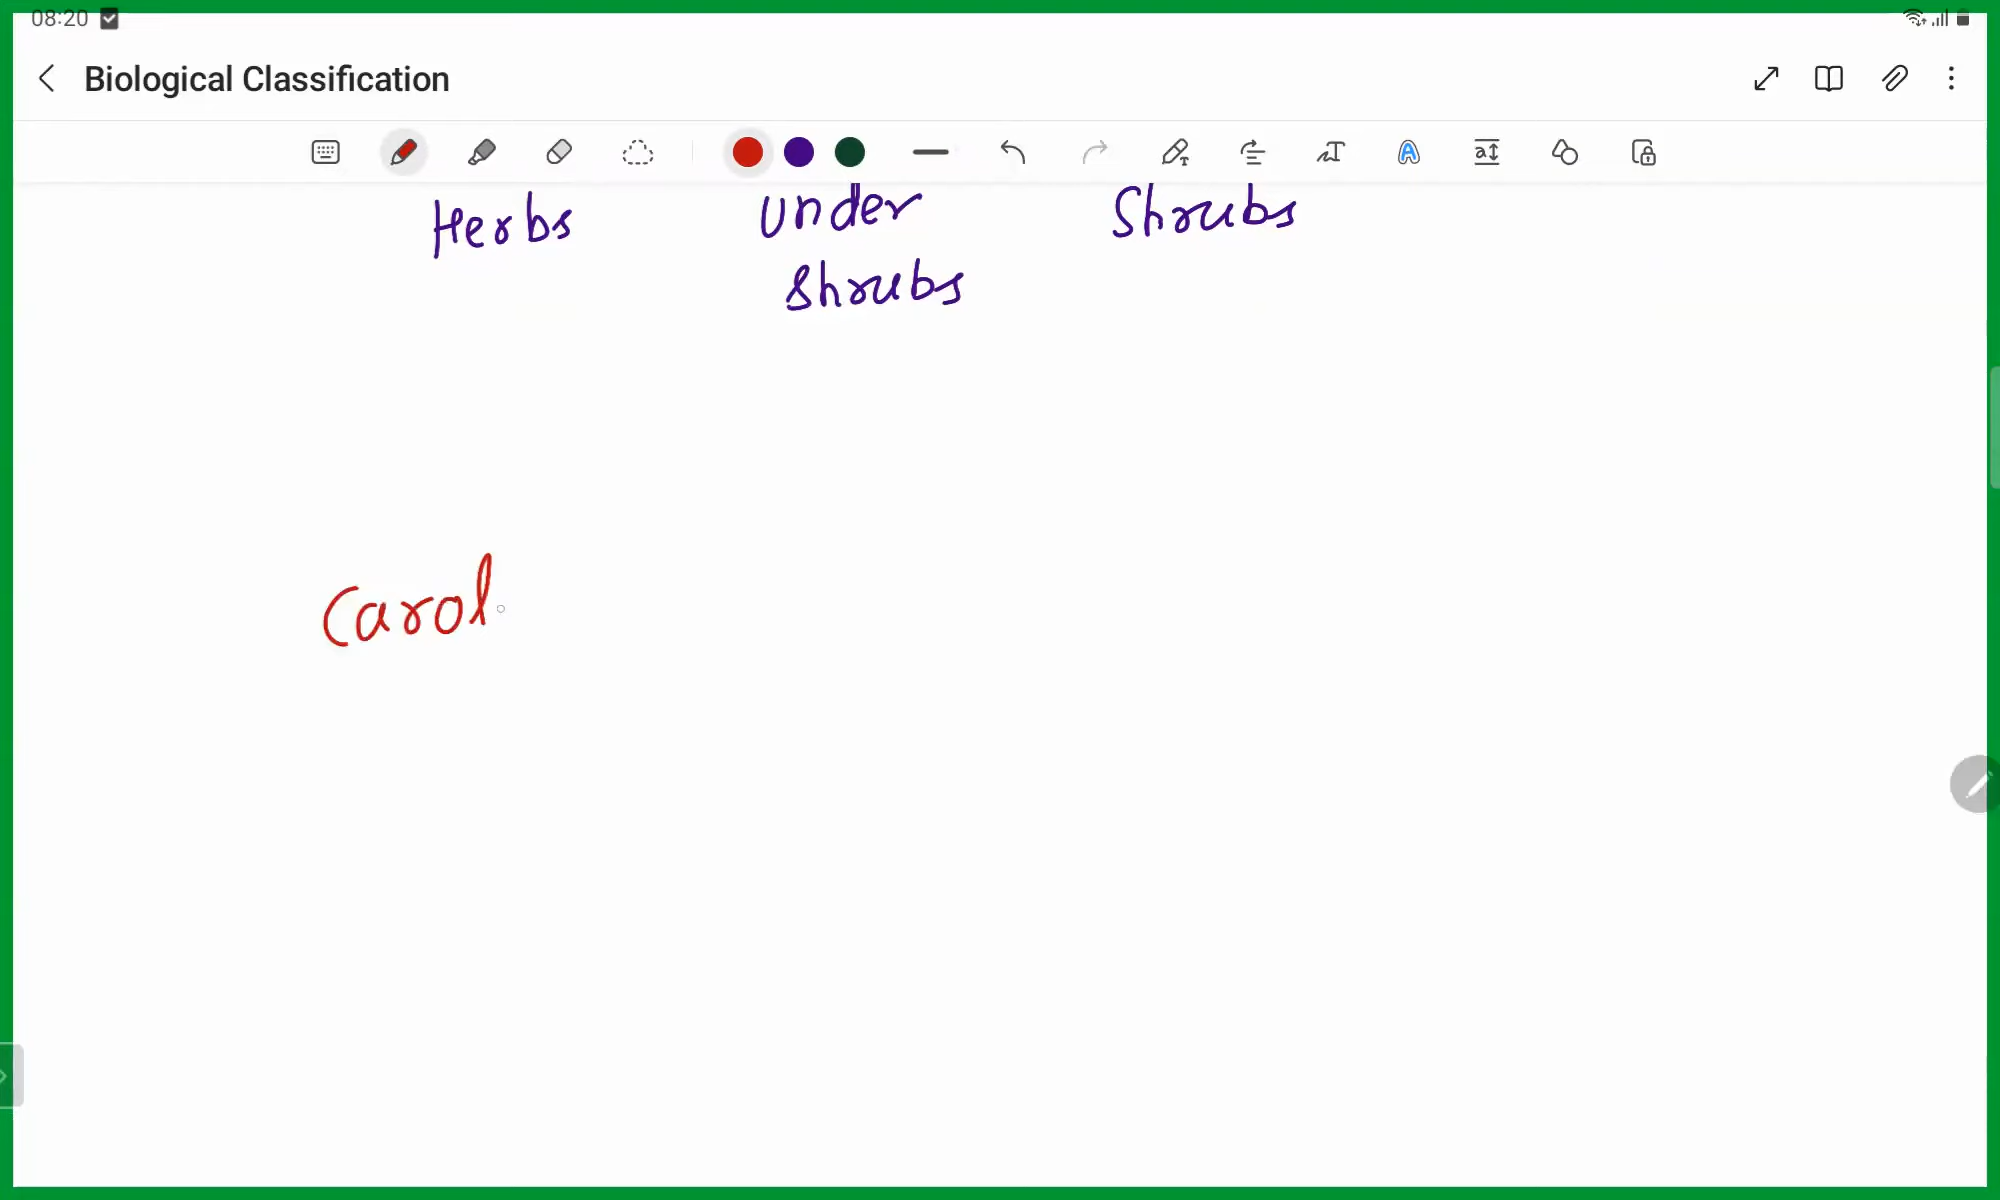 08:20
Biological Classification
Herbs Under Shrubs
Shrubs
Carol